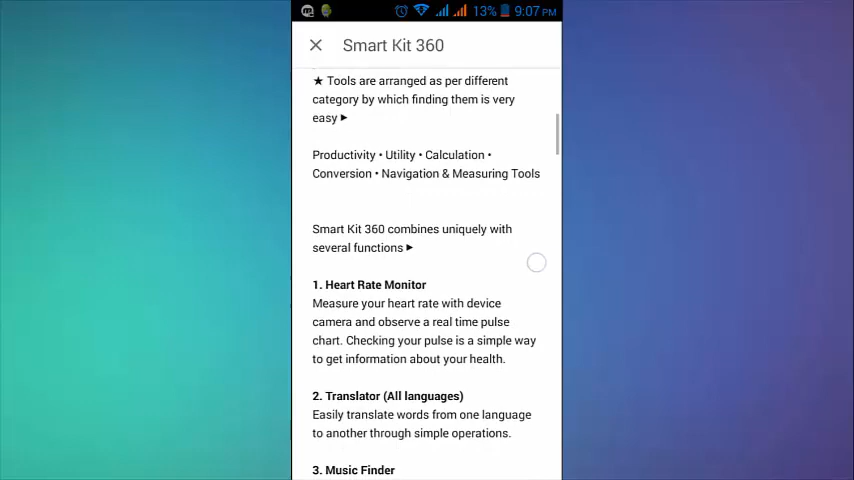 13% 9:07 PM
Smart Kit 360
★ Tools are arranged as per different
category by which finding them is very
easy ►
Productivity • Utility • Calculation •
Conversion • Navigation & Measuring Tools
Smart Kit 360 combines uniquely with
several functions ►
1. Heart Rate Monitor
Measure your heart rate with device
camera and observe a real time pulse
chart. Checking your pulse is a simple way
to get information about your health.
2. Translator (All languages)
Easily translate words from one language
to another through simple operations.
3. Music Finder